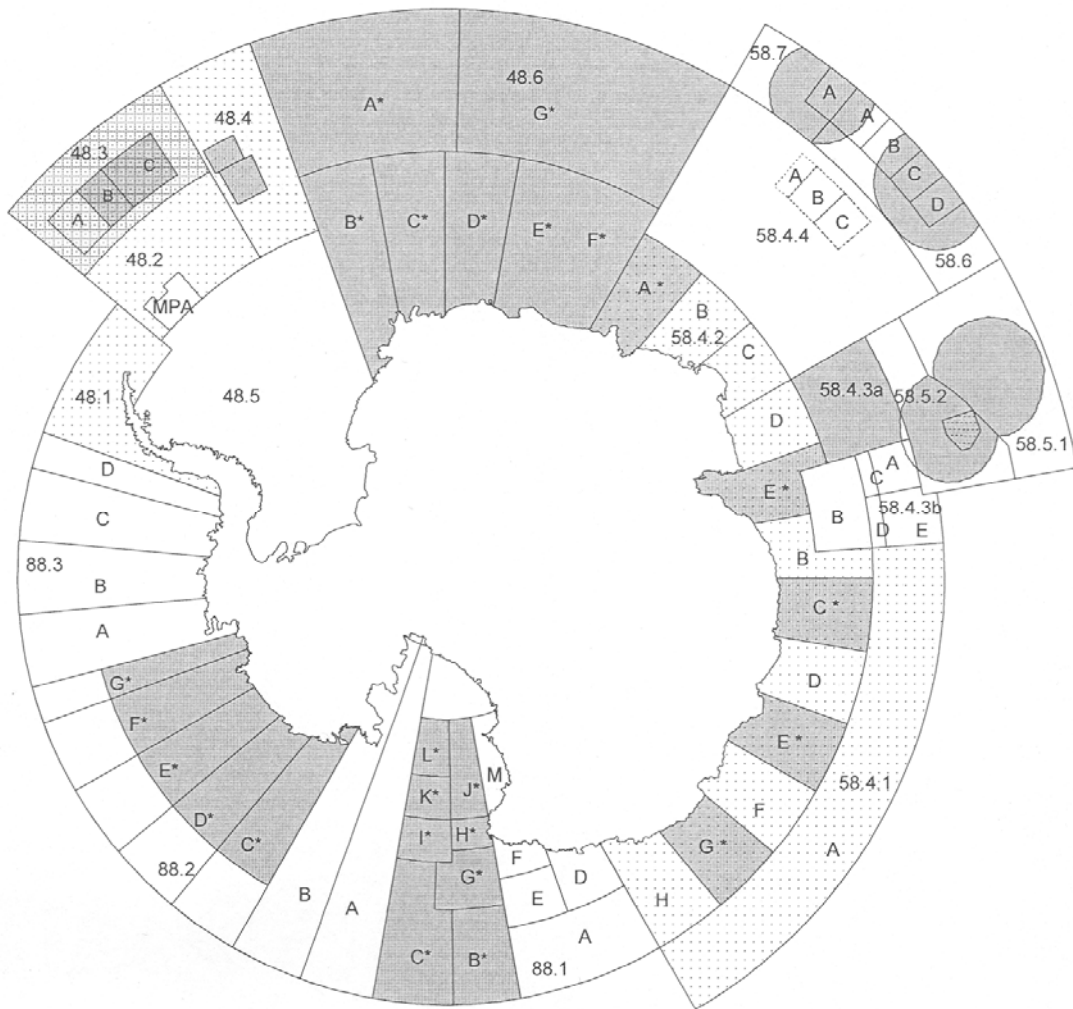 48.6
A*
G*
B*
C*
D*
E*
F*
48.4
48.3
A
B
C
48.2
MPA
48.1
48.5
58.7
A
A
B
C
D
58.6
A
B
C
58.4.4
A *
B
58.4.2
C
D
E *
58.4.3a
58.5.2
58.5.1
A
C
B
58.4.3b
D
E
B
C *
D
E *
F
G *
H
58.4.1
A
D
C
88.3
B
A
G*
F*
E*
D*
C*
88.2
B
A
L*
K*
J*
I*
H*
G*
C*
B*
M
F
D
E
A
88.1